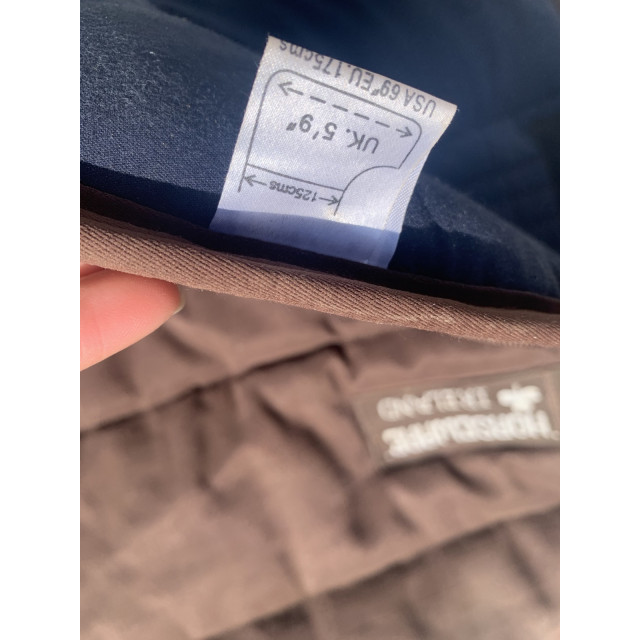 125cms
UK. 5'9"
USA 69" EU.175cms
HORSEWARE
IRELAND